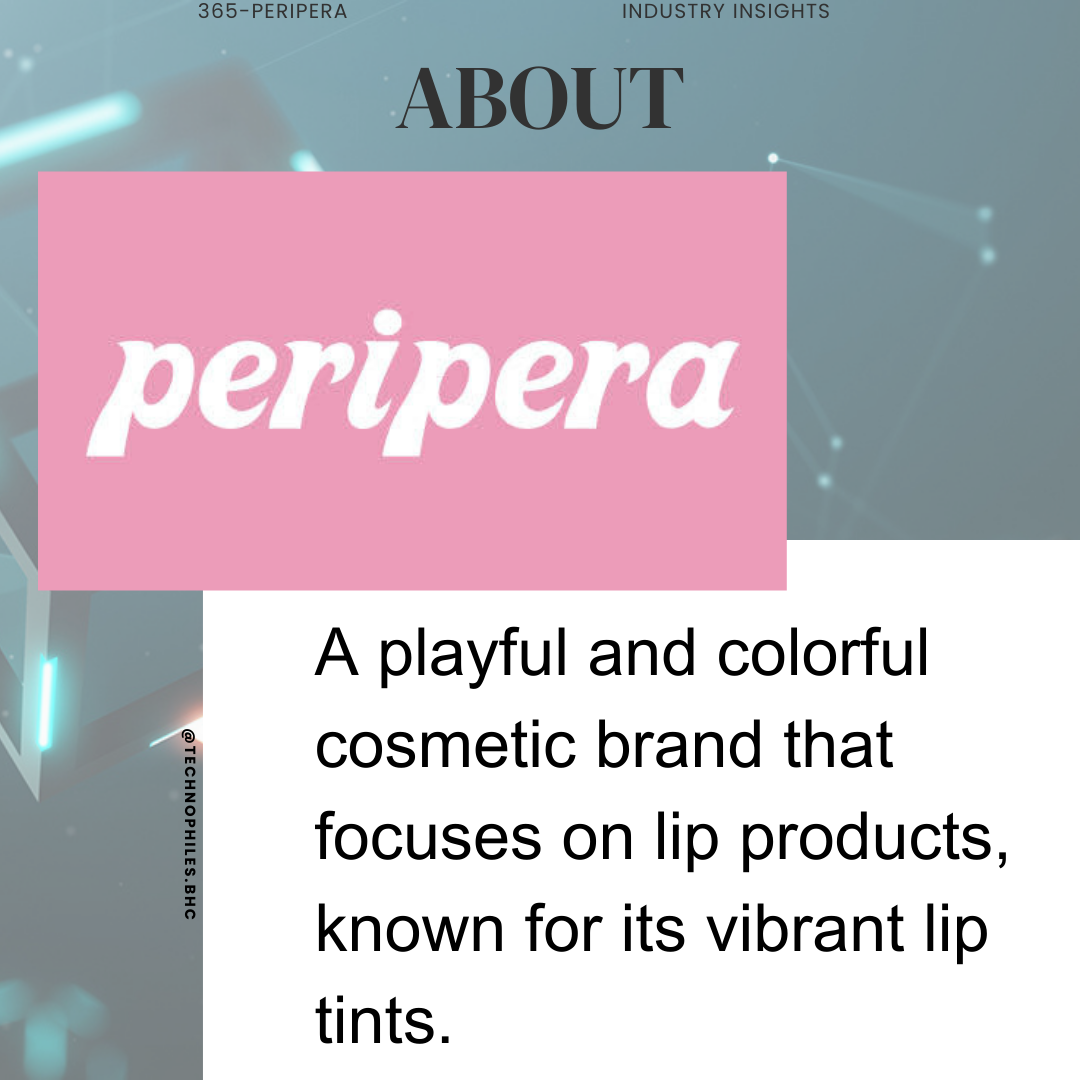 365-PERIPERA
INDUSTRY INSIGHTS
ABOUT
peripera
A playful and colorful
cosmetic brand that
focuses on lip products,
known for its vibrant lip
tints.
@TECHNOPHILES.BHC